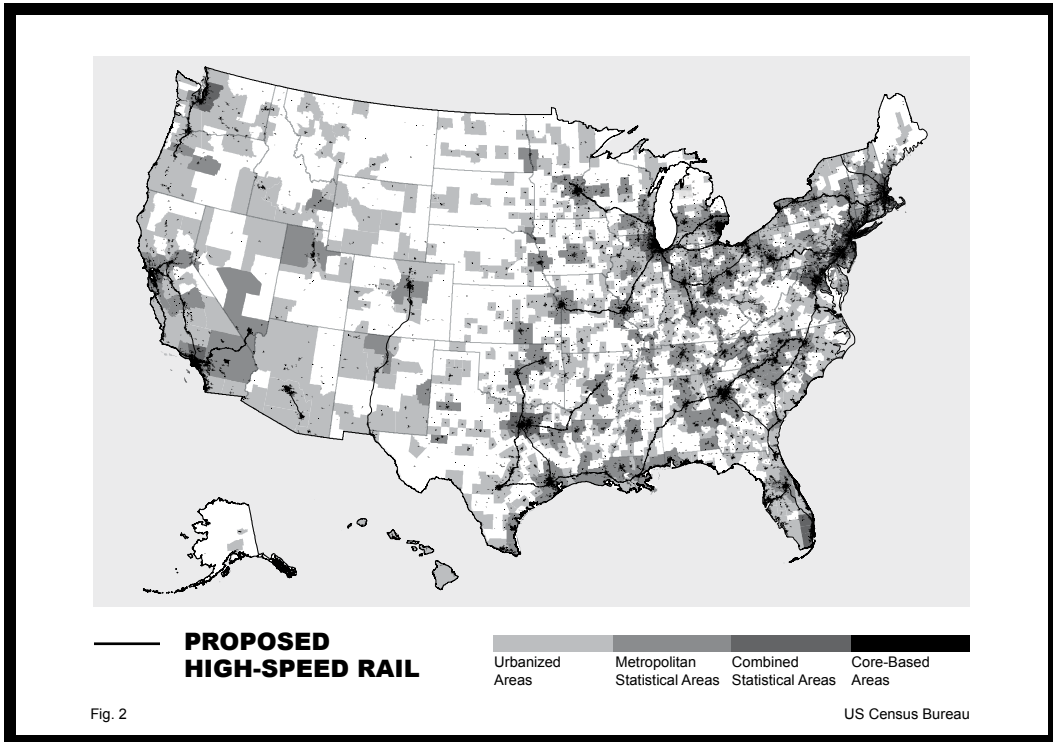 PROPOSED
HIGH-SPEED RAIL
Urbanized
Areas
Metropolitan
Statistical Areas
Combined
Statistical Areas
Core-Based
Areas
Fig. 2
US Census Bureau